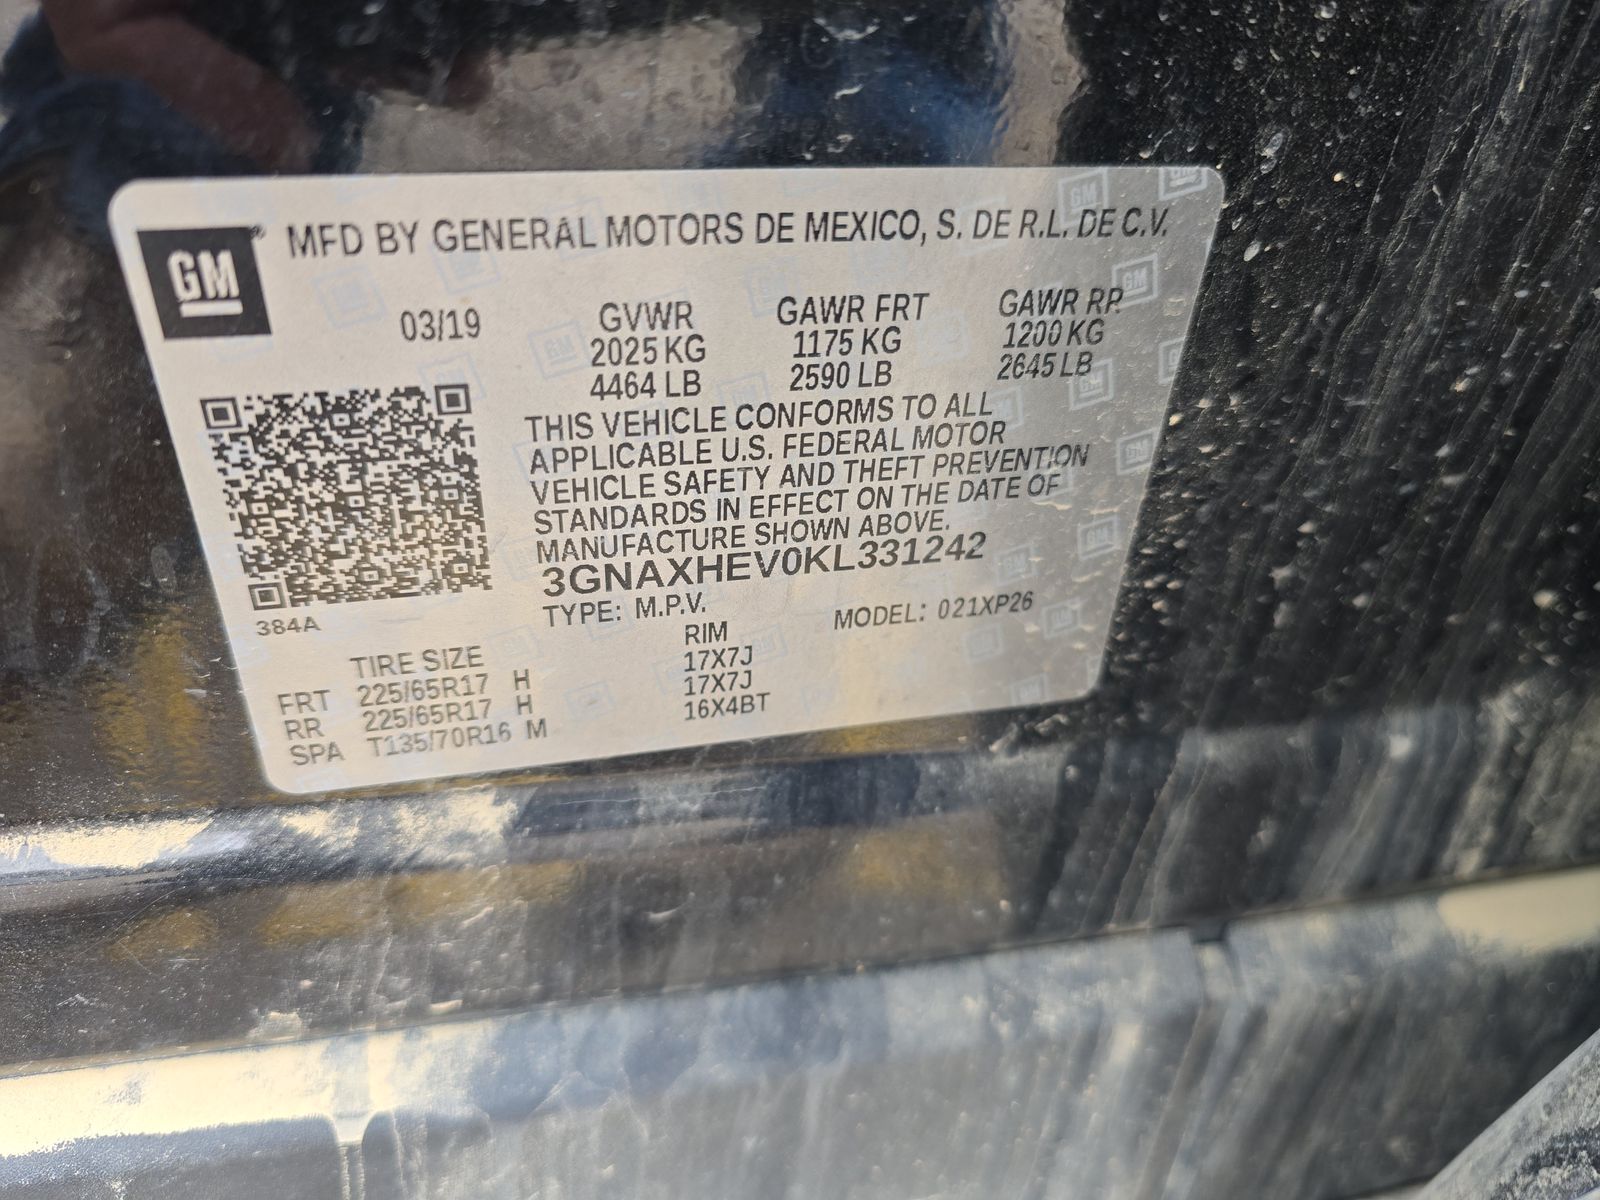 GM® MFD BY GENERAL MOTORS DE MEXICO, S. DE R.L. DE C.V.
03/19 GVWR GAWR FRT GAWR RR
2025 KG 1175 KG 1200 KG
4464 LB 2590 LB 2645 LB
THIS VEHICLE CONFORMS TO ALL
APPLICABLE U.S. FEDERAL MOTOR
VEHICLE SAFETY AND THEFT PREVENTION
STANDARDS IN EFFECT ON THE DATE OF
MANUFACTURE SHOWN ABOVE.
3GNAXHEV0KL331242
TYPE: M.P.V. MODEL: 021XP26
384A
TIRE SIZE RIM
FRT 225/65R17 H 17X7J
RR 225/65R17 H 17X7J
SPA T135/70R16 M 16X4BT